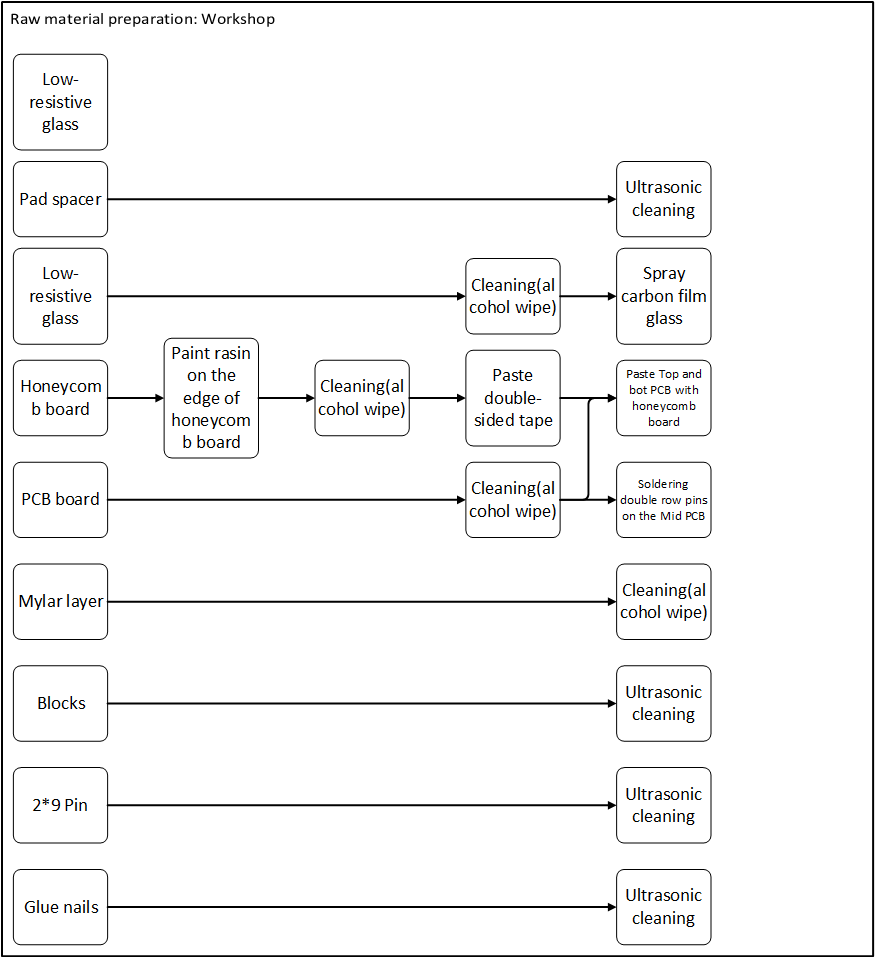 Raw material preparation: Workshop
Low-
resistive
glass
Pad spacer
Ultrasonic
cleaning
Low-
resistive
glass
Cleaning(al
cohol wipe)
Spray
carbon film
glass
Honeycom
b board
Paint rasin
on the
edge of
honeycom
b board
Cleaning(al
cohol wipe)
Paste
double-
sided tape
Paste Top and
bot PCB with
honeycomb
board
PCB board
Cleaning(al
cohol wipe)
Soldering
double row pins
on the Mid PCB
Mylar layer
Cleaning(al
cohol wipe)
Blocks
Ultrasonic
cleaning
2*9 Pin
Ultrasonic
cleaning
Glue nails
Ultrasonic
cleaning